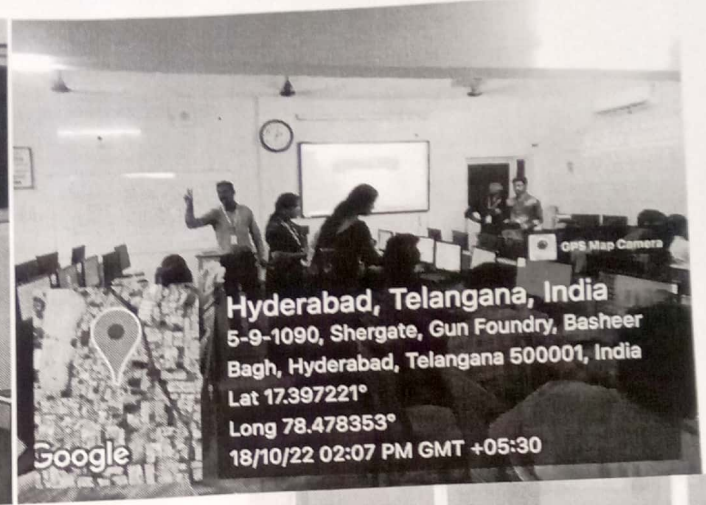 GPS Map Camera
Hyderabad, Telangana, India
5-9-1090, Shergate, Gun Foundry, Basheer
Bagh, Hyderabad, Telangana 500001, India
Lat 17.397221°
Long 78.478353°
18/10/22 02:07 PM GMT +05:30
Google